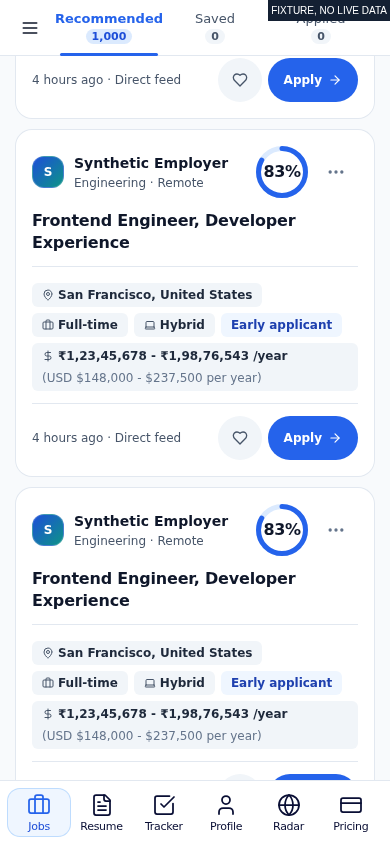 FIXTURE, NO LIVE DATA
Recommended Saved Applied
1,000 0 0
4 hours ago · Direct feed Apply
S Synthetic Employer
Engineering · Remote
83%
Frontend Engineer, Developer
Experience
San Francisco, United States
Full-time Hybrid Early applicant
₹1,23,45,678 - ₹1,98,76,543 /year
(USD $148,000 - $237,500 per year)
4 hours ago · Direct feed Apply
S Synthetic Employer
Engineering · Remote
83%
Frontend Engineer, Developer
Experience
San Francisco, United States
Full-time Hybrid Early applicant
₹1,23,45,678 - ₹1,98,76,543 /year
(USD $148,000 - $237,500 per year)
Jobs Resume Tracker Profile Radar Pricing